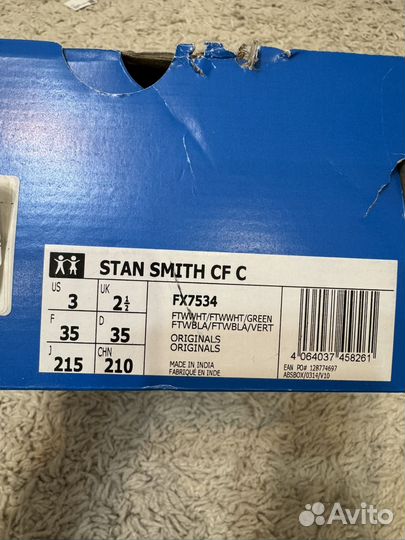 STAN SMITH CF C
US 3 UK 2½
F 35 D 35
J 215 CHN 210
FX7534
FTWWHT/FTWWHT/GREEN
FTWBLA/FTWBLA/VERT
ORIGINALS
ORIGINALS
MADE IN INDIA
FABRIQUÉ EN INDE
4 064037 458261
EAN PO# 128774697
ABSBOX/0314/V10
Avito